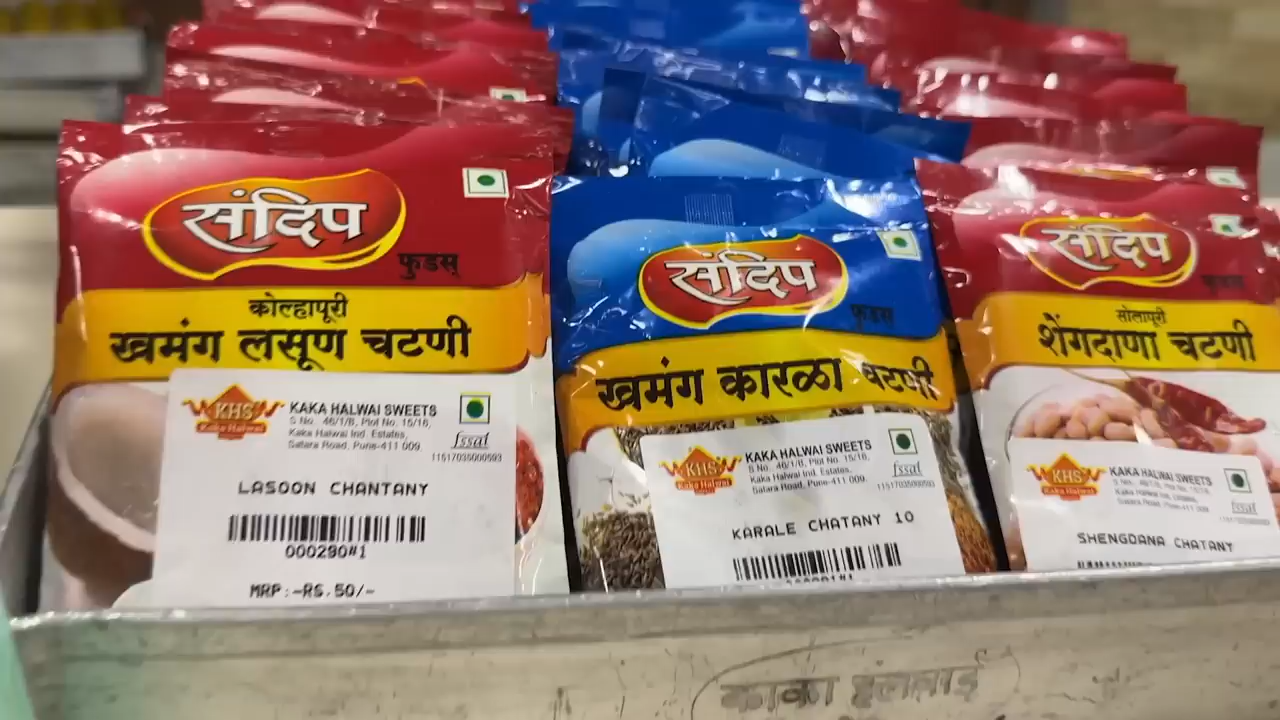 संदिप
फुडस्
कोल्हापूरी
खमंग लसूण चटणी
KHS
Kaka Halwai
KAKA HALWAI SWEETS
S No. 46/1/B, Plot No. 15/16,
Kaka Halwai Ind. Estates,
Satara Road, Pune-411 009.
fssai
11517035000593
LASOON CHANTANY
000290#1
MRP:-RS.50/-
संदिप
फुडस
खमंग कारळा चटणी
KHS
Kaka Halwai
KAKA HALWAI SWEETS
S No. 46/1/B, Plot No. 15/16,
Kaka Halwai Ind. Estates,
Satara Road, Pune-411 009.
fssai
11517035000593
KARALE CHATANY 10
संदिप
सोलापूरी
शेंगदाणा चटणी
KHS
Kaka Halwai
KAKA HALWAI SWEETS
fssai
SHENGDANA CHATANY
काका हलवाई